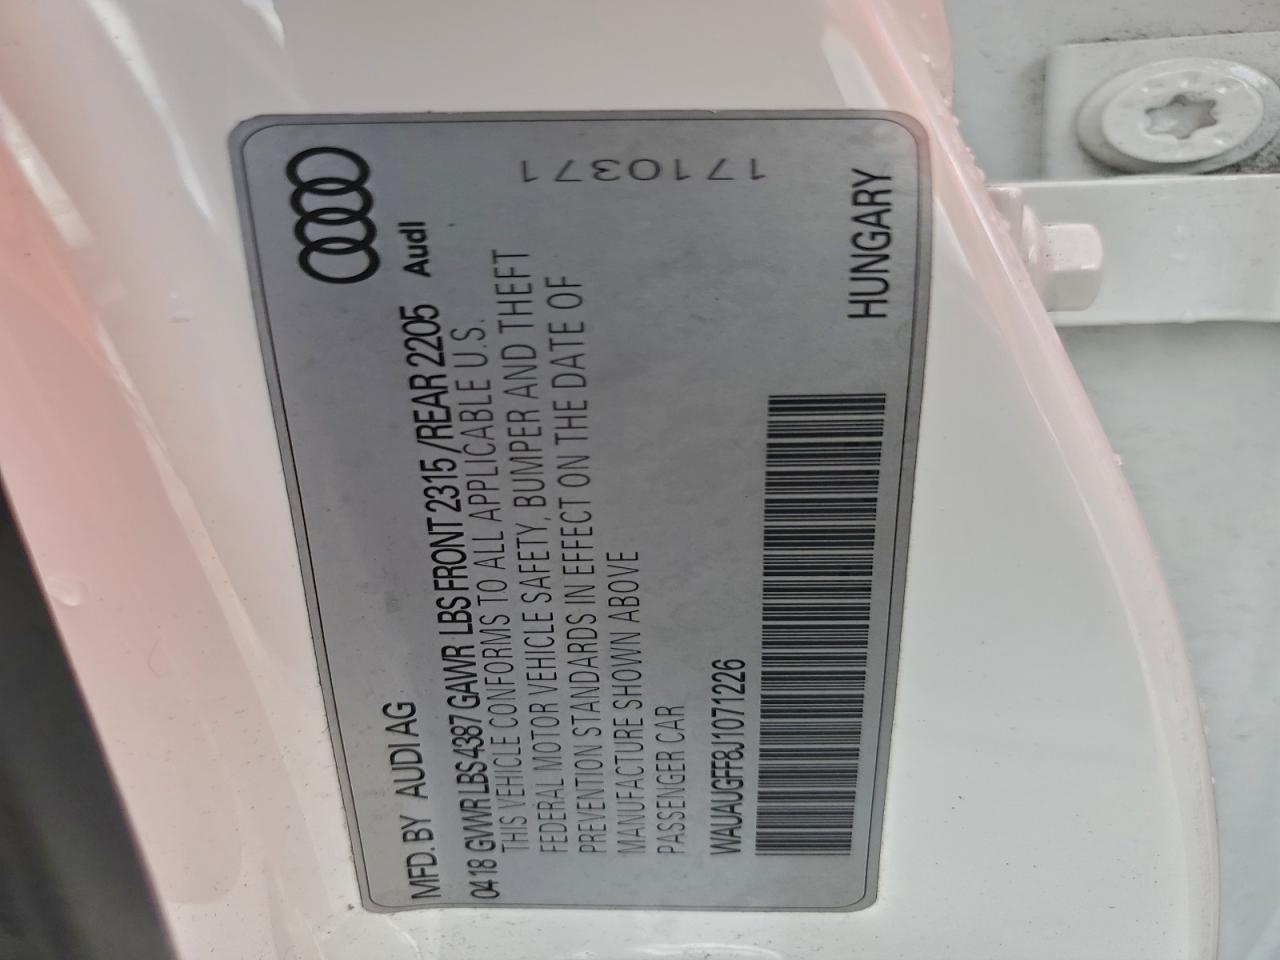 MFD. BY AUDI AG
0418 GVWR LBS 4387 GAWR LBS FRONT 2315 /REAR 2205 Audi
THIS VEHICLE CONFORMS TO ALL APPLICABLE U.S.
FEDERAL MOTOR VEHICLE SAFETY, BUMPER AND THEFT
PREVENTION STANDARDS IN EFFECT ON THE DATE OF
MANUFACTURE SHOWN ABOVE
PASSENGER CAR
WAUAUGFF8J1071226
HUNGARY
1710371